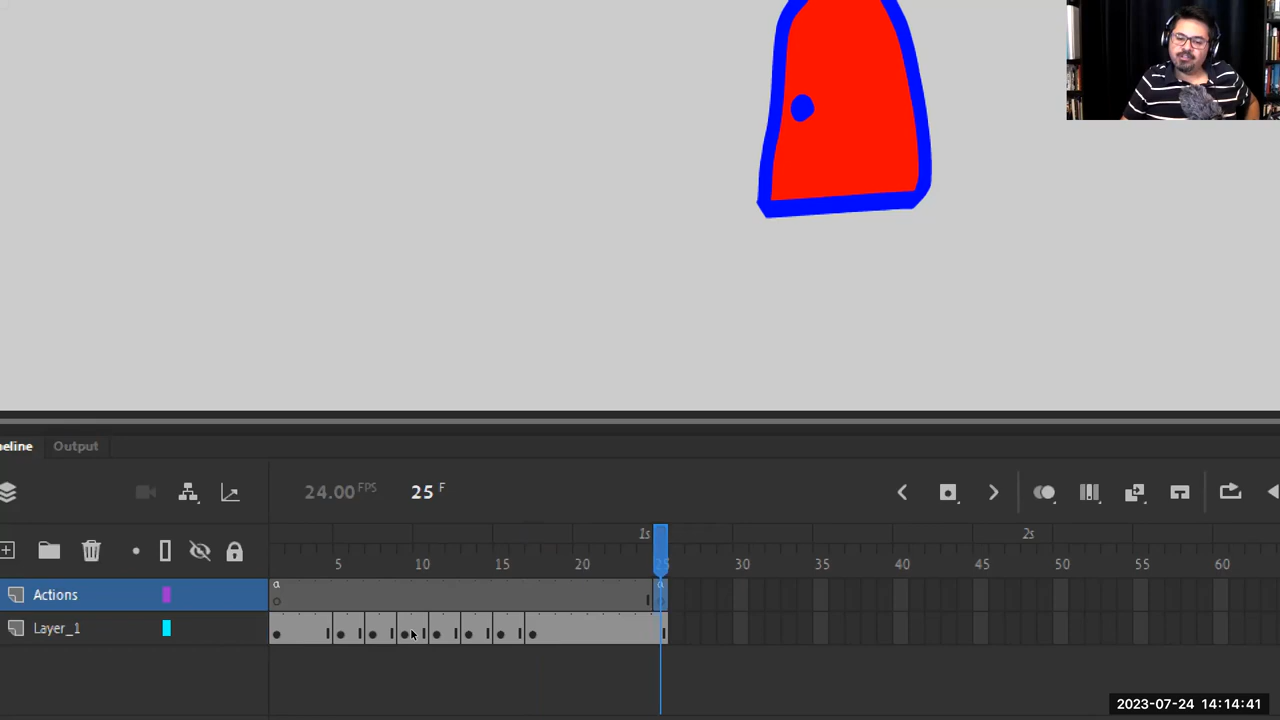 eline Output
24.00 FPS 25 F
1s 2s
5 10 15 20 25 30 35 40 45 50 55 60
Actions a a
Layer_1
2023-07-24 14:14:41